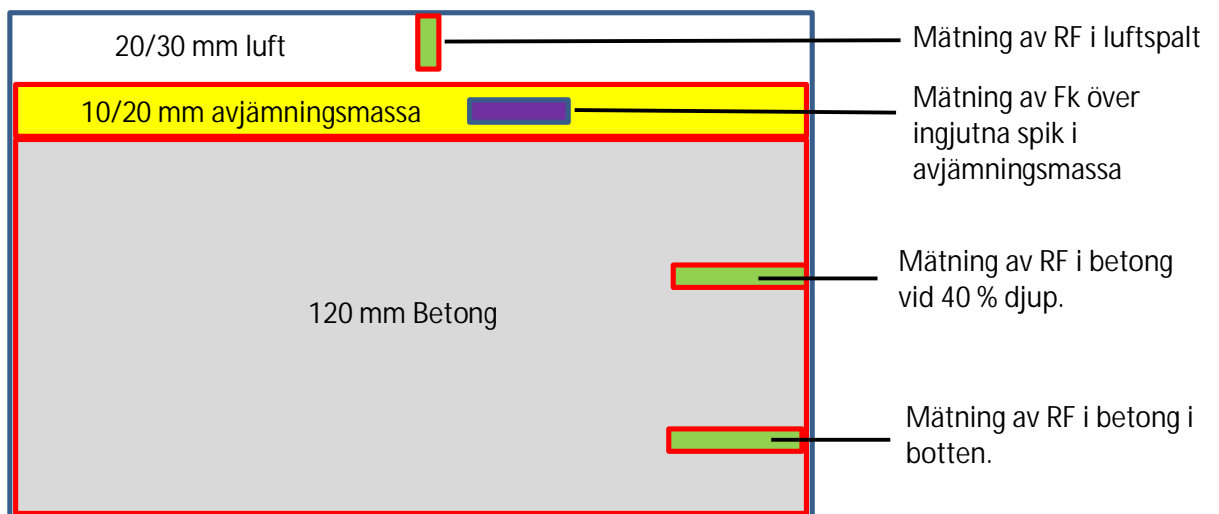 20/30 mm luft
Mätning av RF i luftspalt
10/20 mm avjämningsmassa
Mätning av Fk över
ingjutna spik i
avjämningsmassa
Mätning av RF i betong
vid 40 % djup.
120 mm Betong
Mätning av RF i betong i
botten.